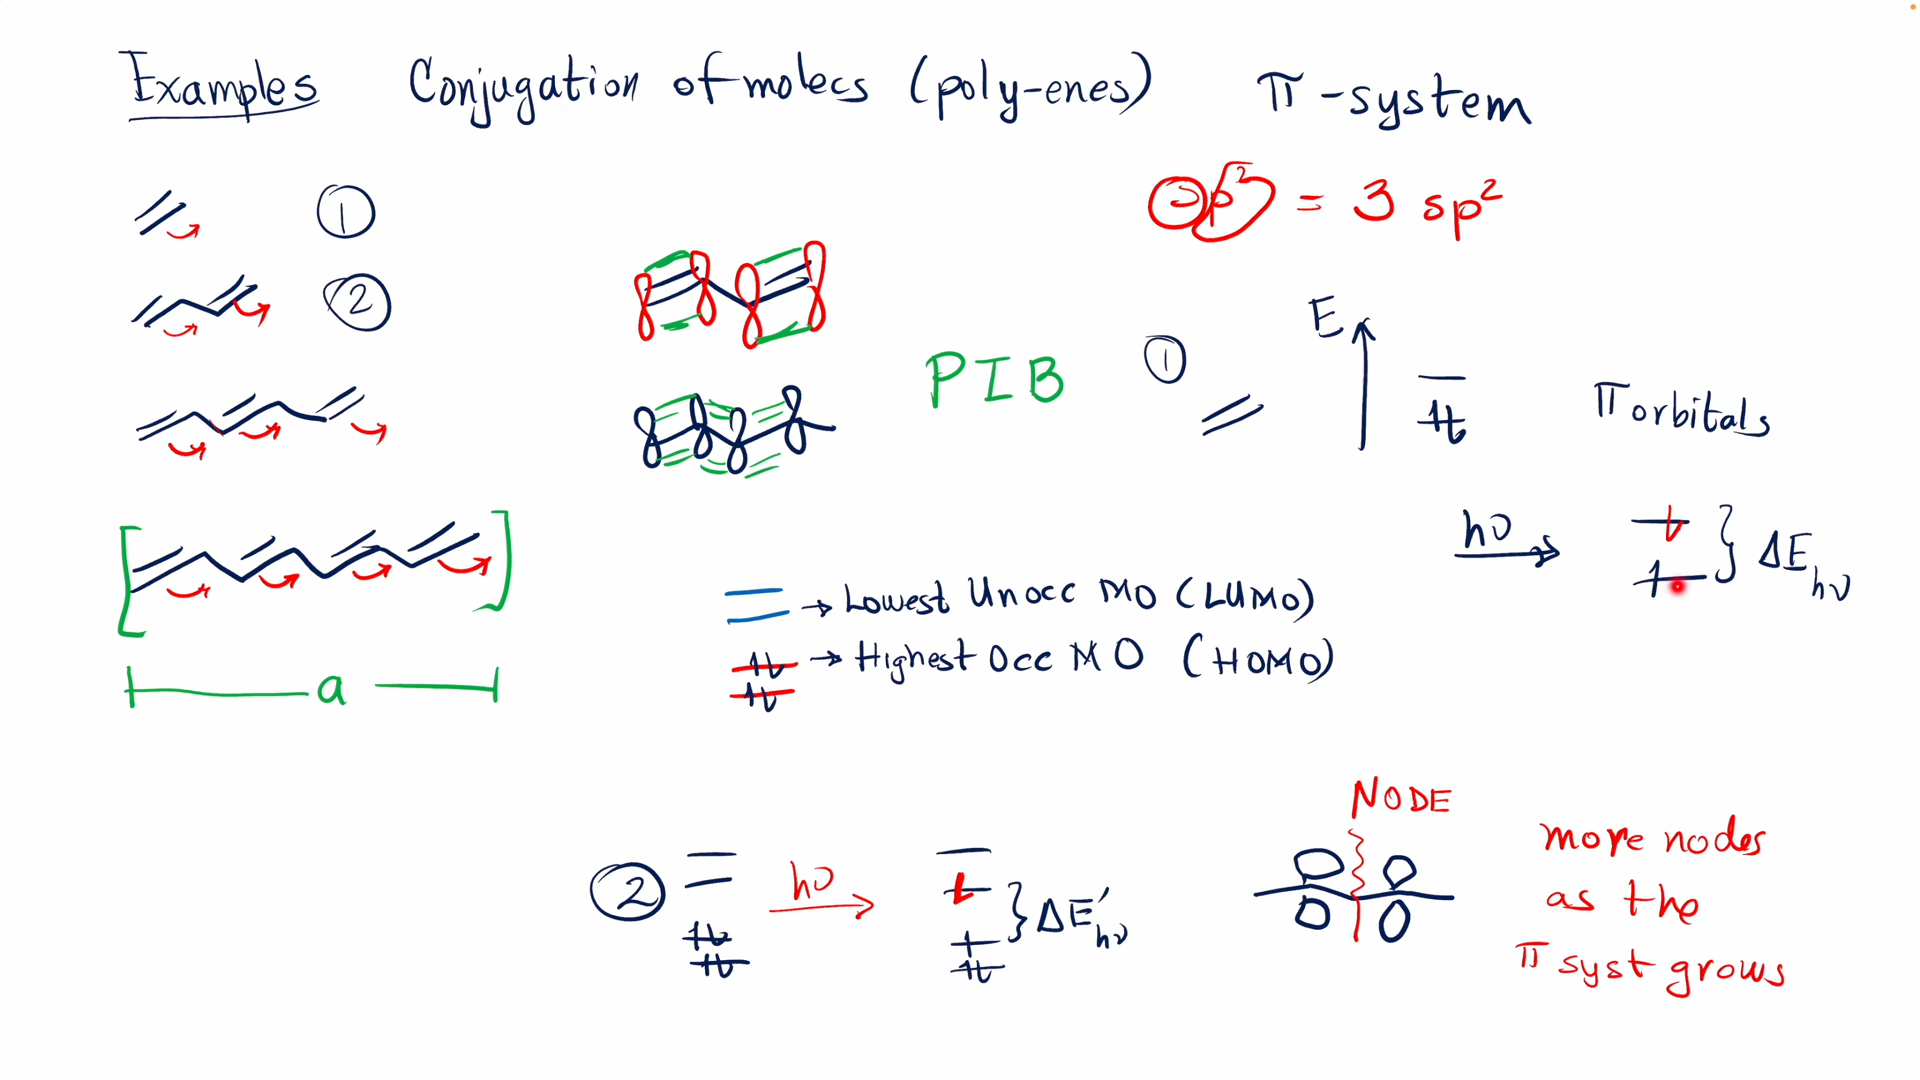 Examples Conjugation of molecs (poly-enes) π-system
① 
②
sp² = 3 sp²
PIB
① E
π orbitals
hν
} ΔE hν
a
→ Lowest Unocc MO (LUMO)
→ Highest Occ MO (HOMO)
② hν } ΔE'hν
NODE
more nodes
as the
π syst grows